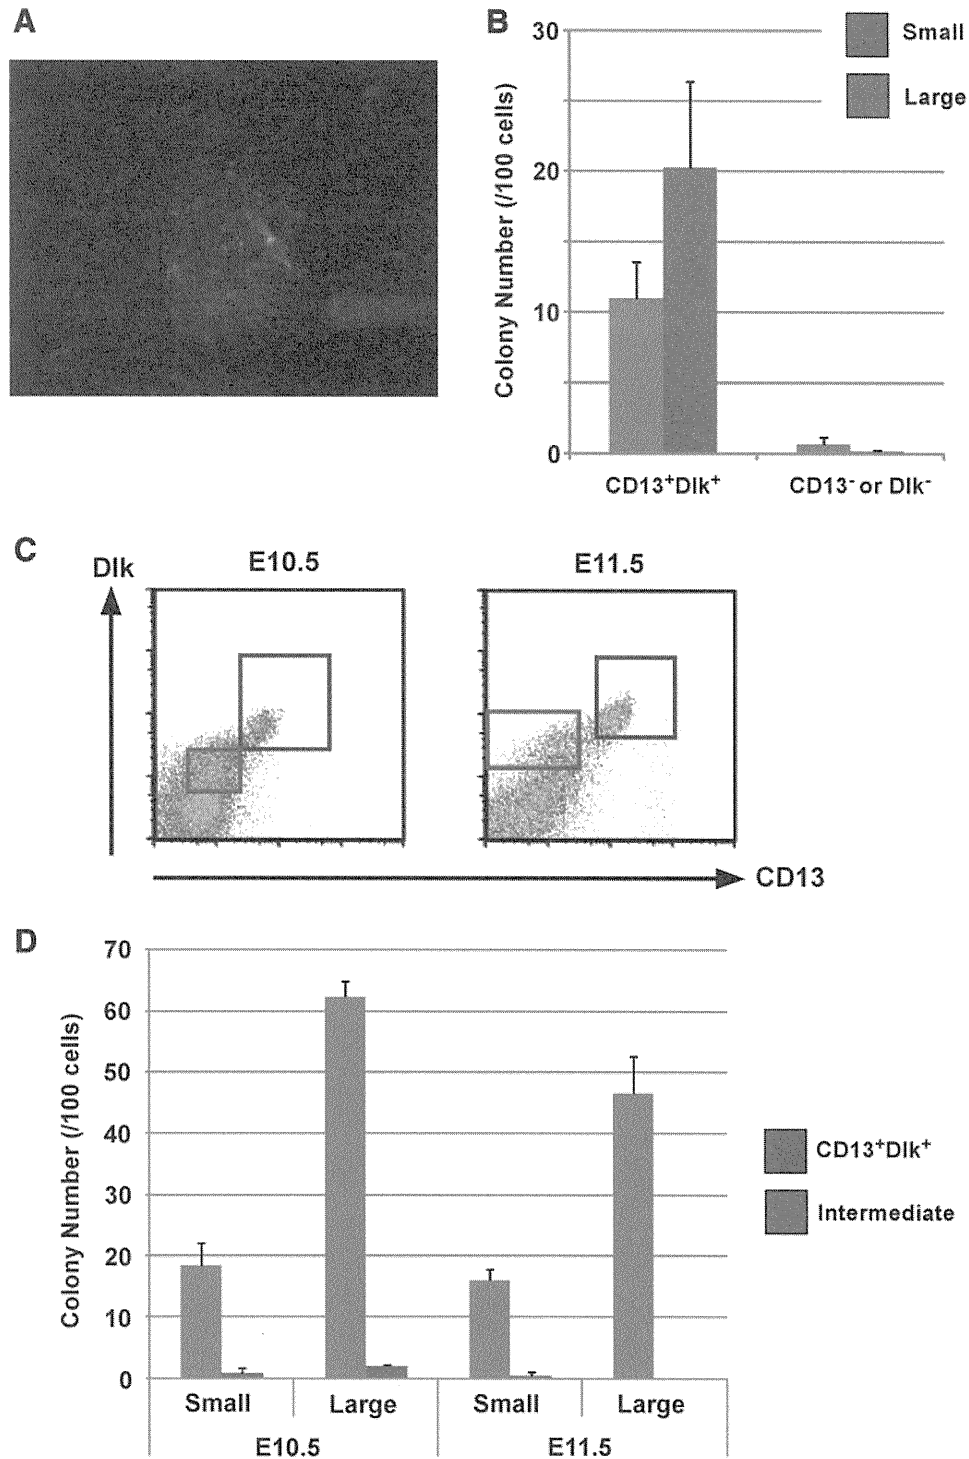 A
B
30
20
10
0
Colony Number (/100 cells)
Small
Large
CD13⁺Dlk⁺
CD13⁻ or Dlk⁻
C
Dlk
E10.5
E11.5
CD13
D
70
60
50
40
30
20
10
0
Colony Number (/100 cells)
CD13⁺Dlk⁺
Intermediate
Small
Large
Small
Large
E10.5
E11.5